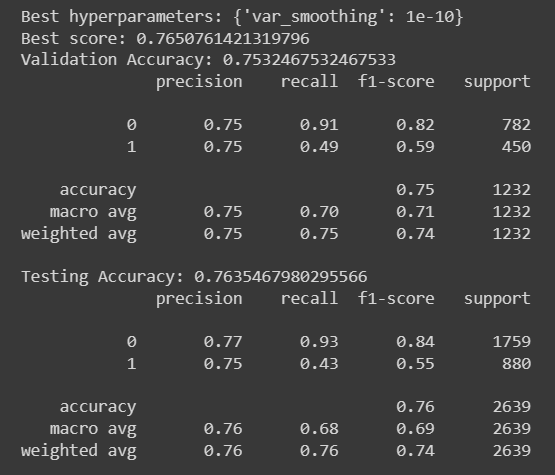 Best hyperparameters: {'var_smoothing': 1e-10}
Best score: 0.7650761421319796
Validation Accuracy: 0.7532467532467533
precision recall f1-score support
0 0.75 0.91 0.82 782
1 0.75 0.49 0.59 450
accuracy 0.75 1232
macro avg 0.75 0.70 0.71 1232
weighted avg 0.75 0.75 0.74 1232
Testing Accuracy: 0.7635467980295566
precision recall f1-score support
0 0.77 0.93 0.84 1759
1 0.75 0.43 0.55 880
accuracy 0.76 2639
macro avg 0.76 0.68 0.69 2639
weighted avg 0.76 0.76 0.74 2639